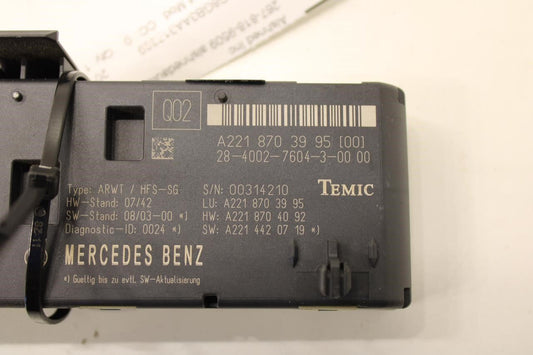 Q02
A221 870 39 95 [00]
28-4002-7604-3-00 00
Type: ARWT / HFS-SG
HW-Stand: 07/42
SW-Stand: 08/03-00 *)
Diagnostic-ID: 0024 *)
S/N: 00314210
LU: A221 870 39 95
HW: A221 870 40 92
SW: A221 442 07 19 *)
TEMIC
MERCEDES BENZ
*) Gueltig bis zu evtl. SW-Aktualisierung